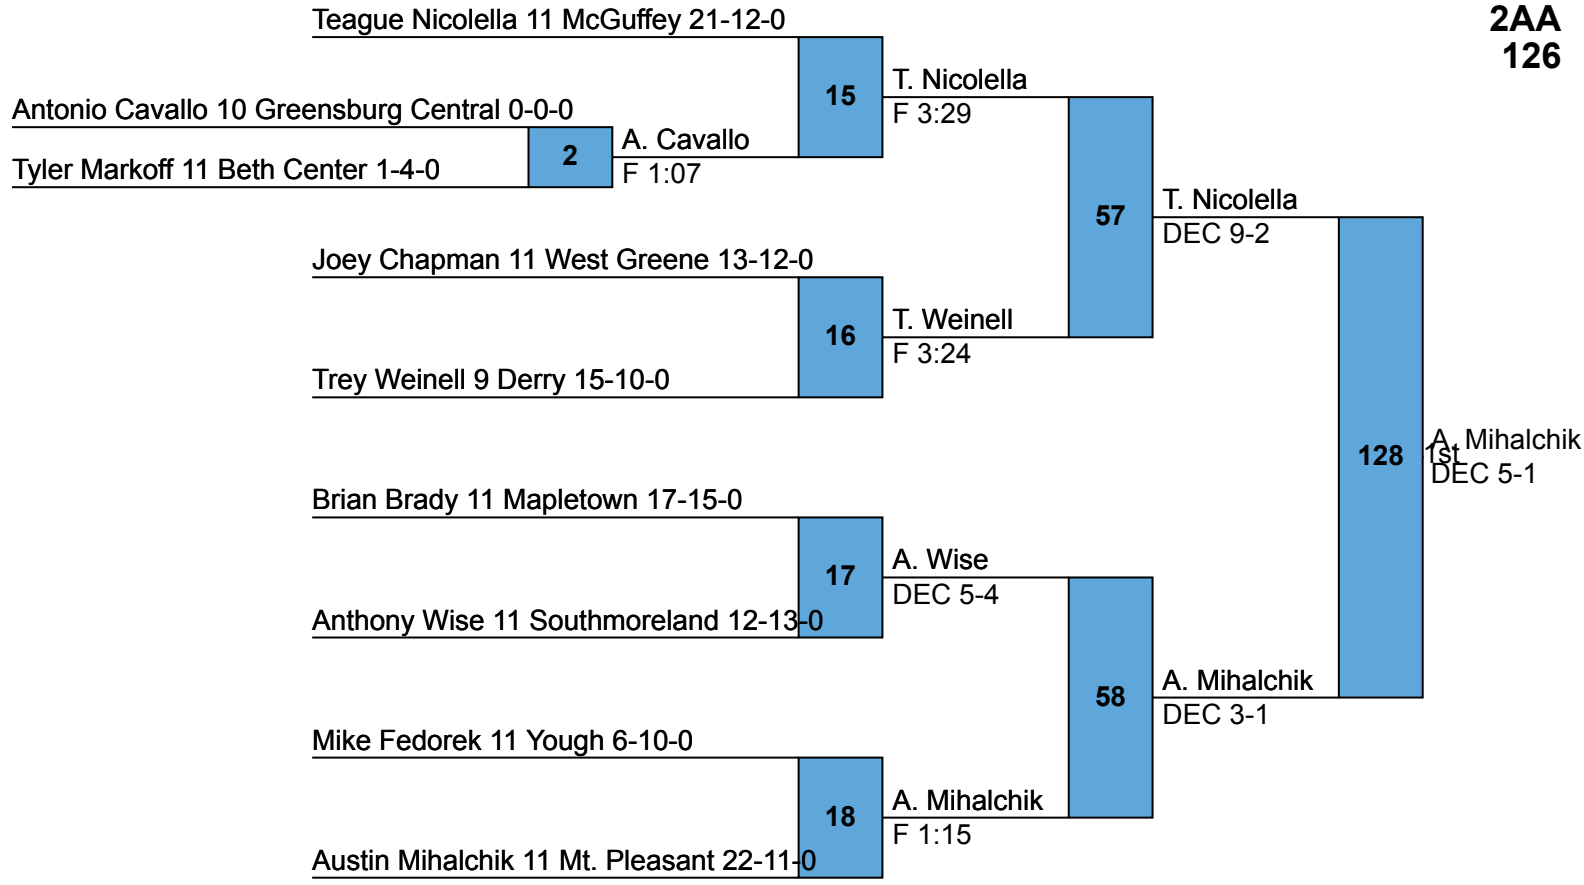 2AA
126
Teague Nicolella 11 McGuffey 21-12-0
15
T. Nicolella
F 3:29
Antonio Cavallo 10 Greensburg Central 0-0-0
2
A. Cavallo
F 1:07
Tyler Markoff 11 Beth Center 1-4-0
57
T. Nicolella
DEC 9-2
Joey Chapman 11 West Greene 13-12-0
16
T. Weinell
F 3:24
Trey Weinell 9 Derry 15-10-0
128
1st
A. Mihalchik
DEC 5-1
Brian Brady 11 Mapletown 17-15-0
17
A. Wise
DEC 5-4
Anthony Wise 11 Southmoreland 12-13-0
58
A. Mihalchik
DEC 3-1
Mike Fedorek 11 Yough 6-10-0
18
A. Mihalchik
F 1:15
Austin Mihalchik 11 Mt. Pleasant 22-11-0